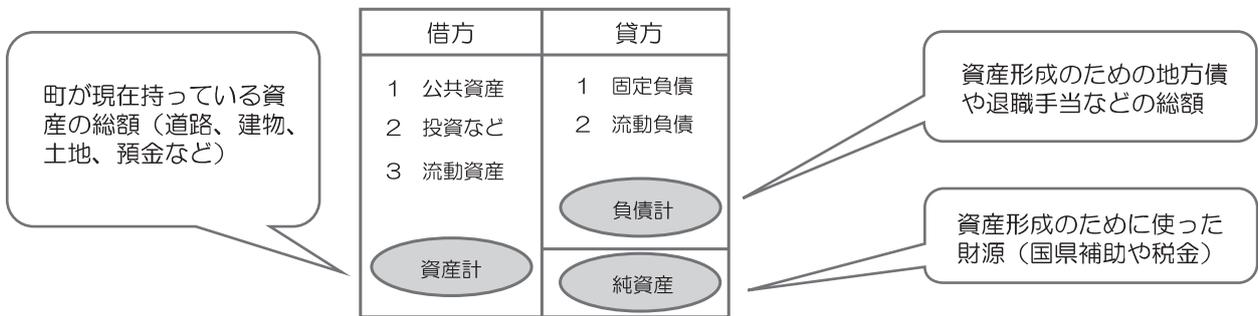 町が現在持っている資
産の総額（道路、建物、
土地、預金など）
借方
1 公共資産
2 投資など
3 流動資産
資産計
貸方
1 固定負債
2 流動負債
負債計
純資産
資産形成のための地方債
や退職手当などの総額
資産形成のために使った
財源（国県補助や税金）